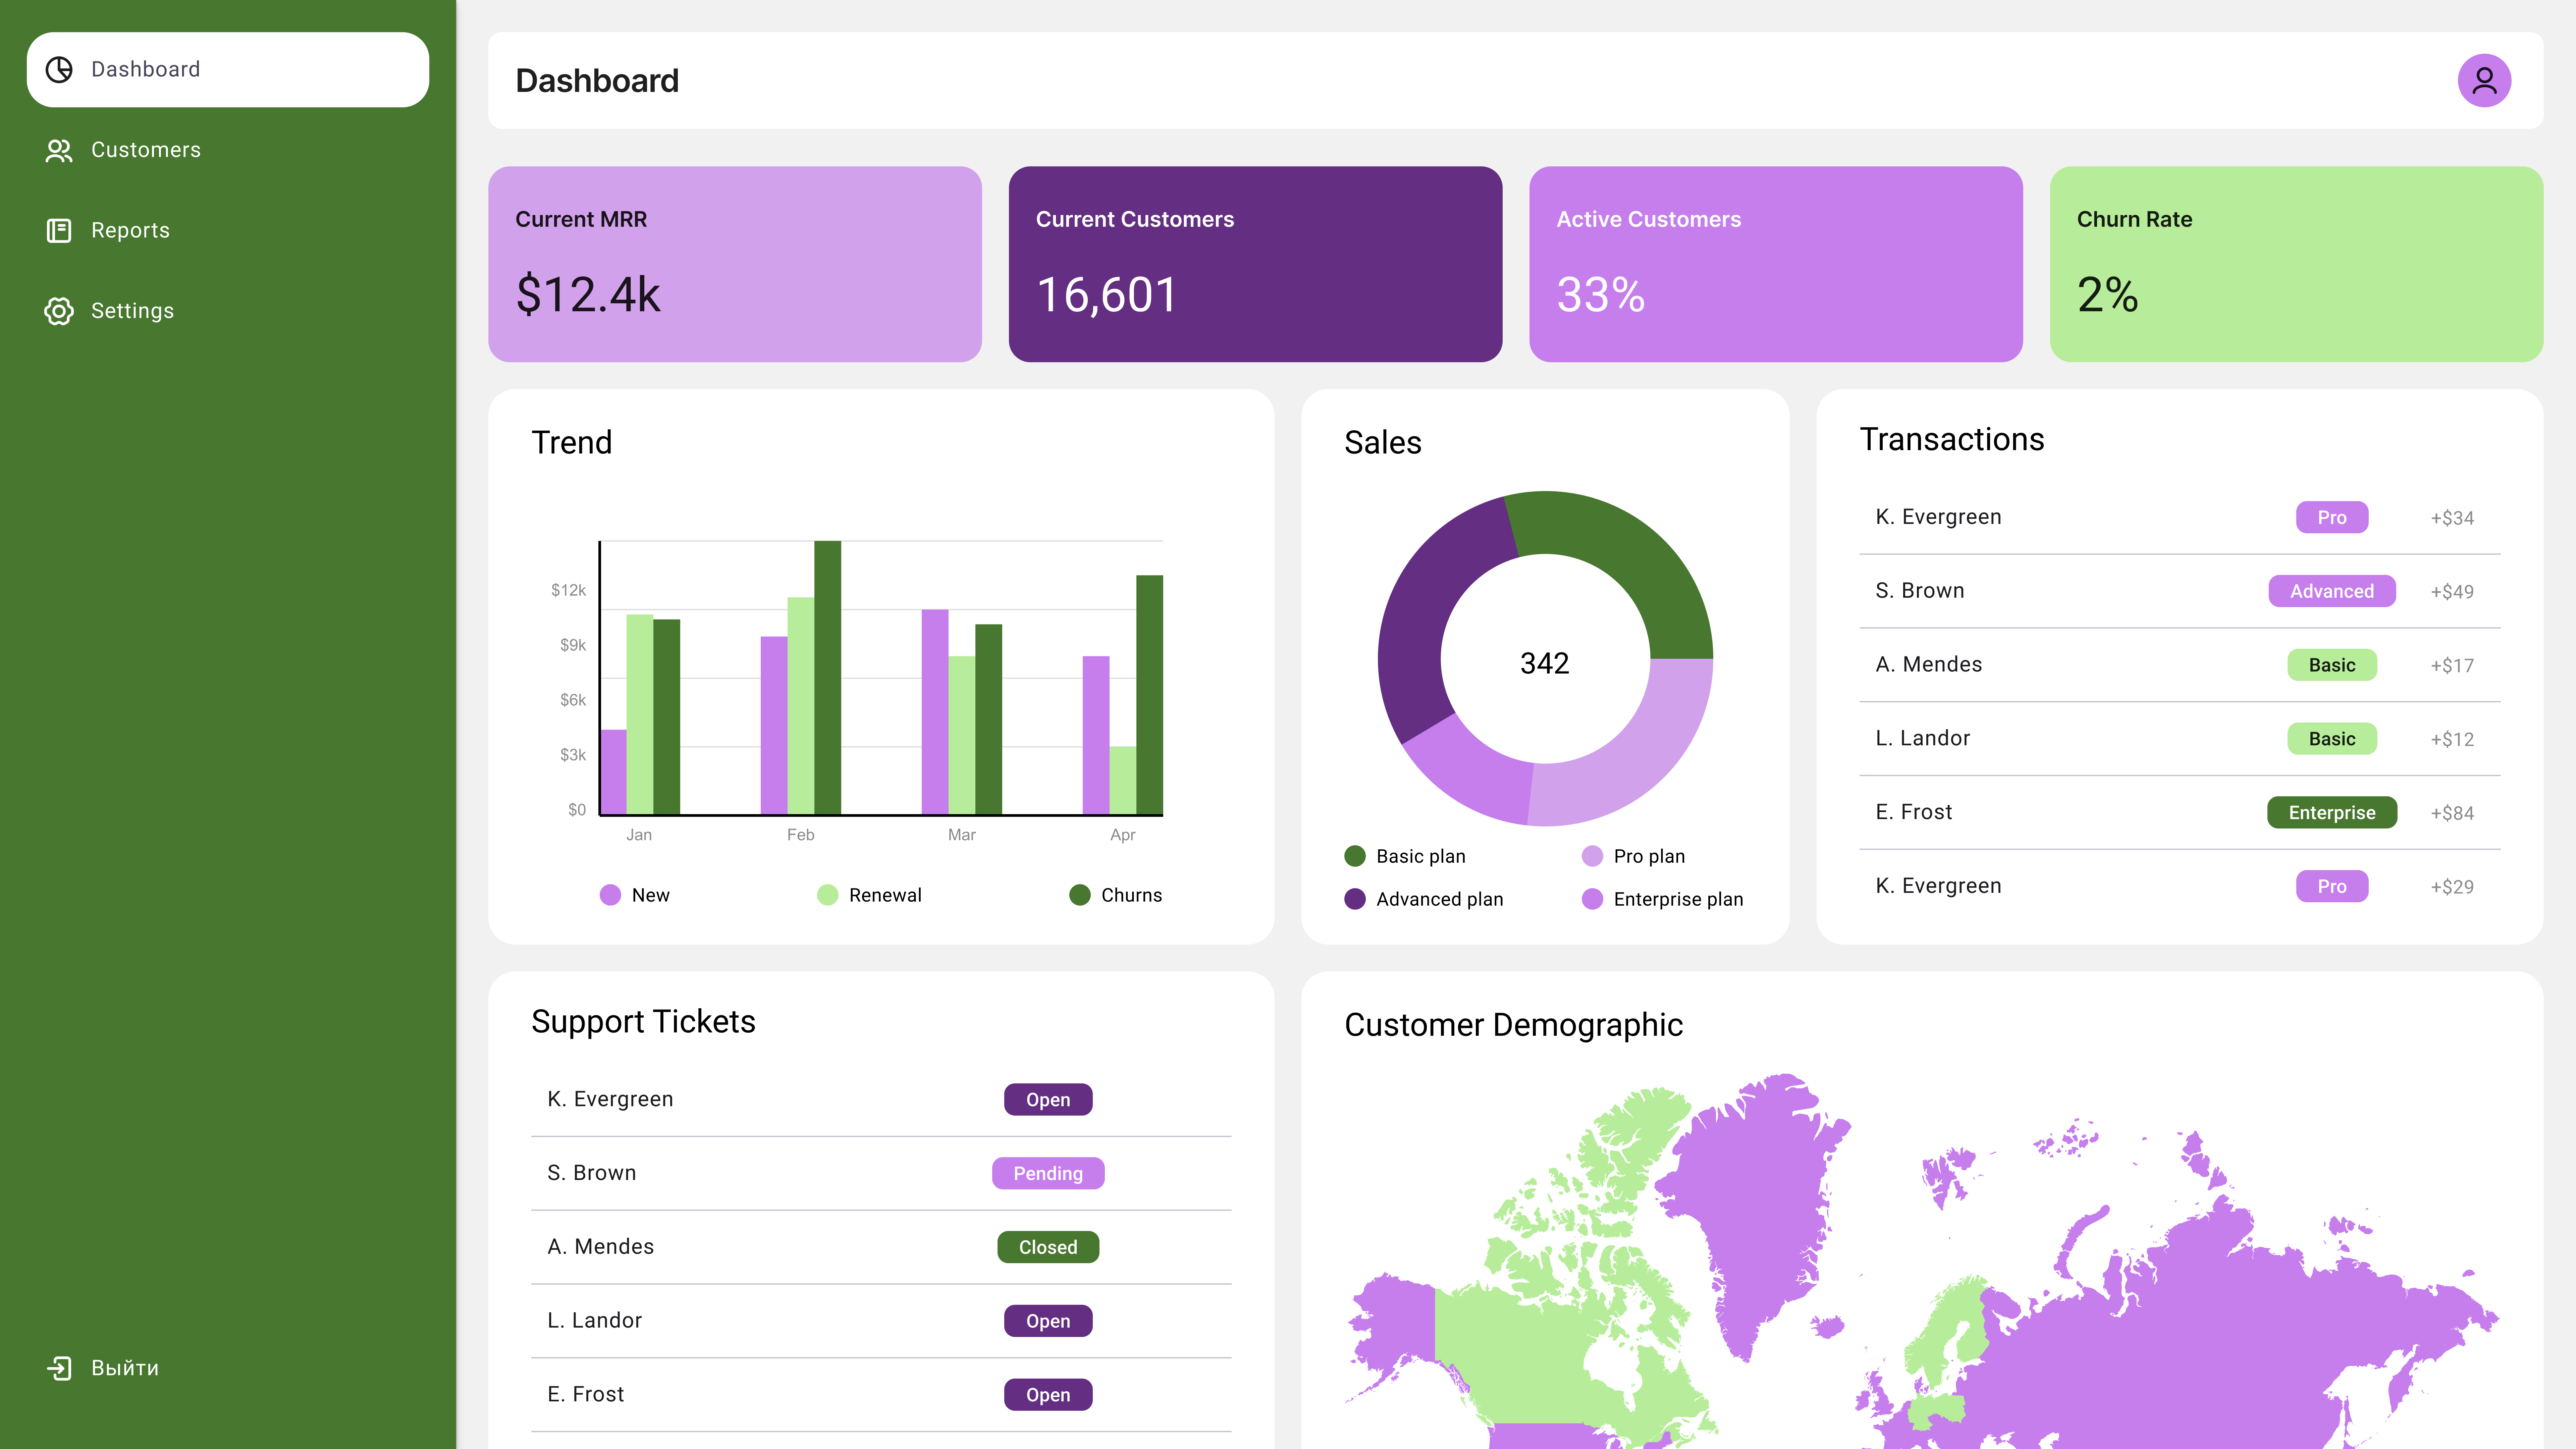 Dashboard
Customers
Reports
Settings
Выйти
Dashboard
Current MRR
$12.4k
Current Customers
16,601
Active Customers
33%
Churn Rate
2%
Trend
$12k
$9k
$6k
$3k
$0
Jan Feb Mar Apr
New Renewal Churns
Sales
342
Basic plan Pro plan
Advanced plan Enterprise plan
Transactions
K. Evergreen Pro +$34
S. Brown Advanced +$49
A. Mendes Basic +$17
L. Landor Basic +$12
E. Frost Enterprise +$84
K. Evergreen Pro +$29
Support Tickets
K. Evergreen Open
S. Brown Pending
A. Mendes Closed
L. Landor Open
E. Frost Open
Customer Demographic